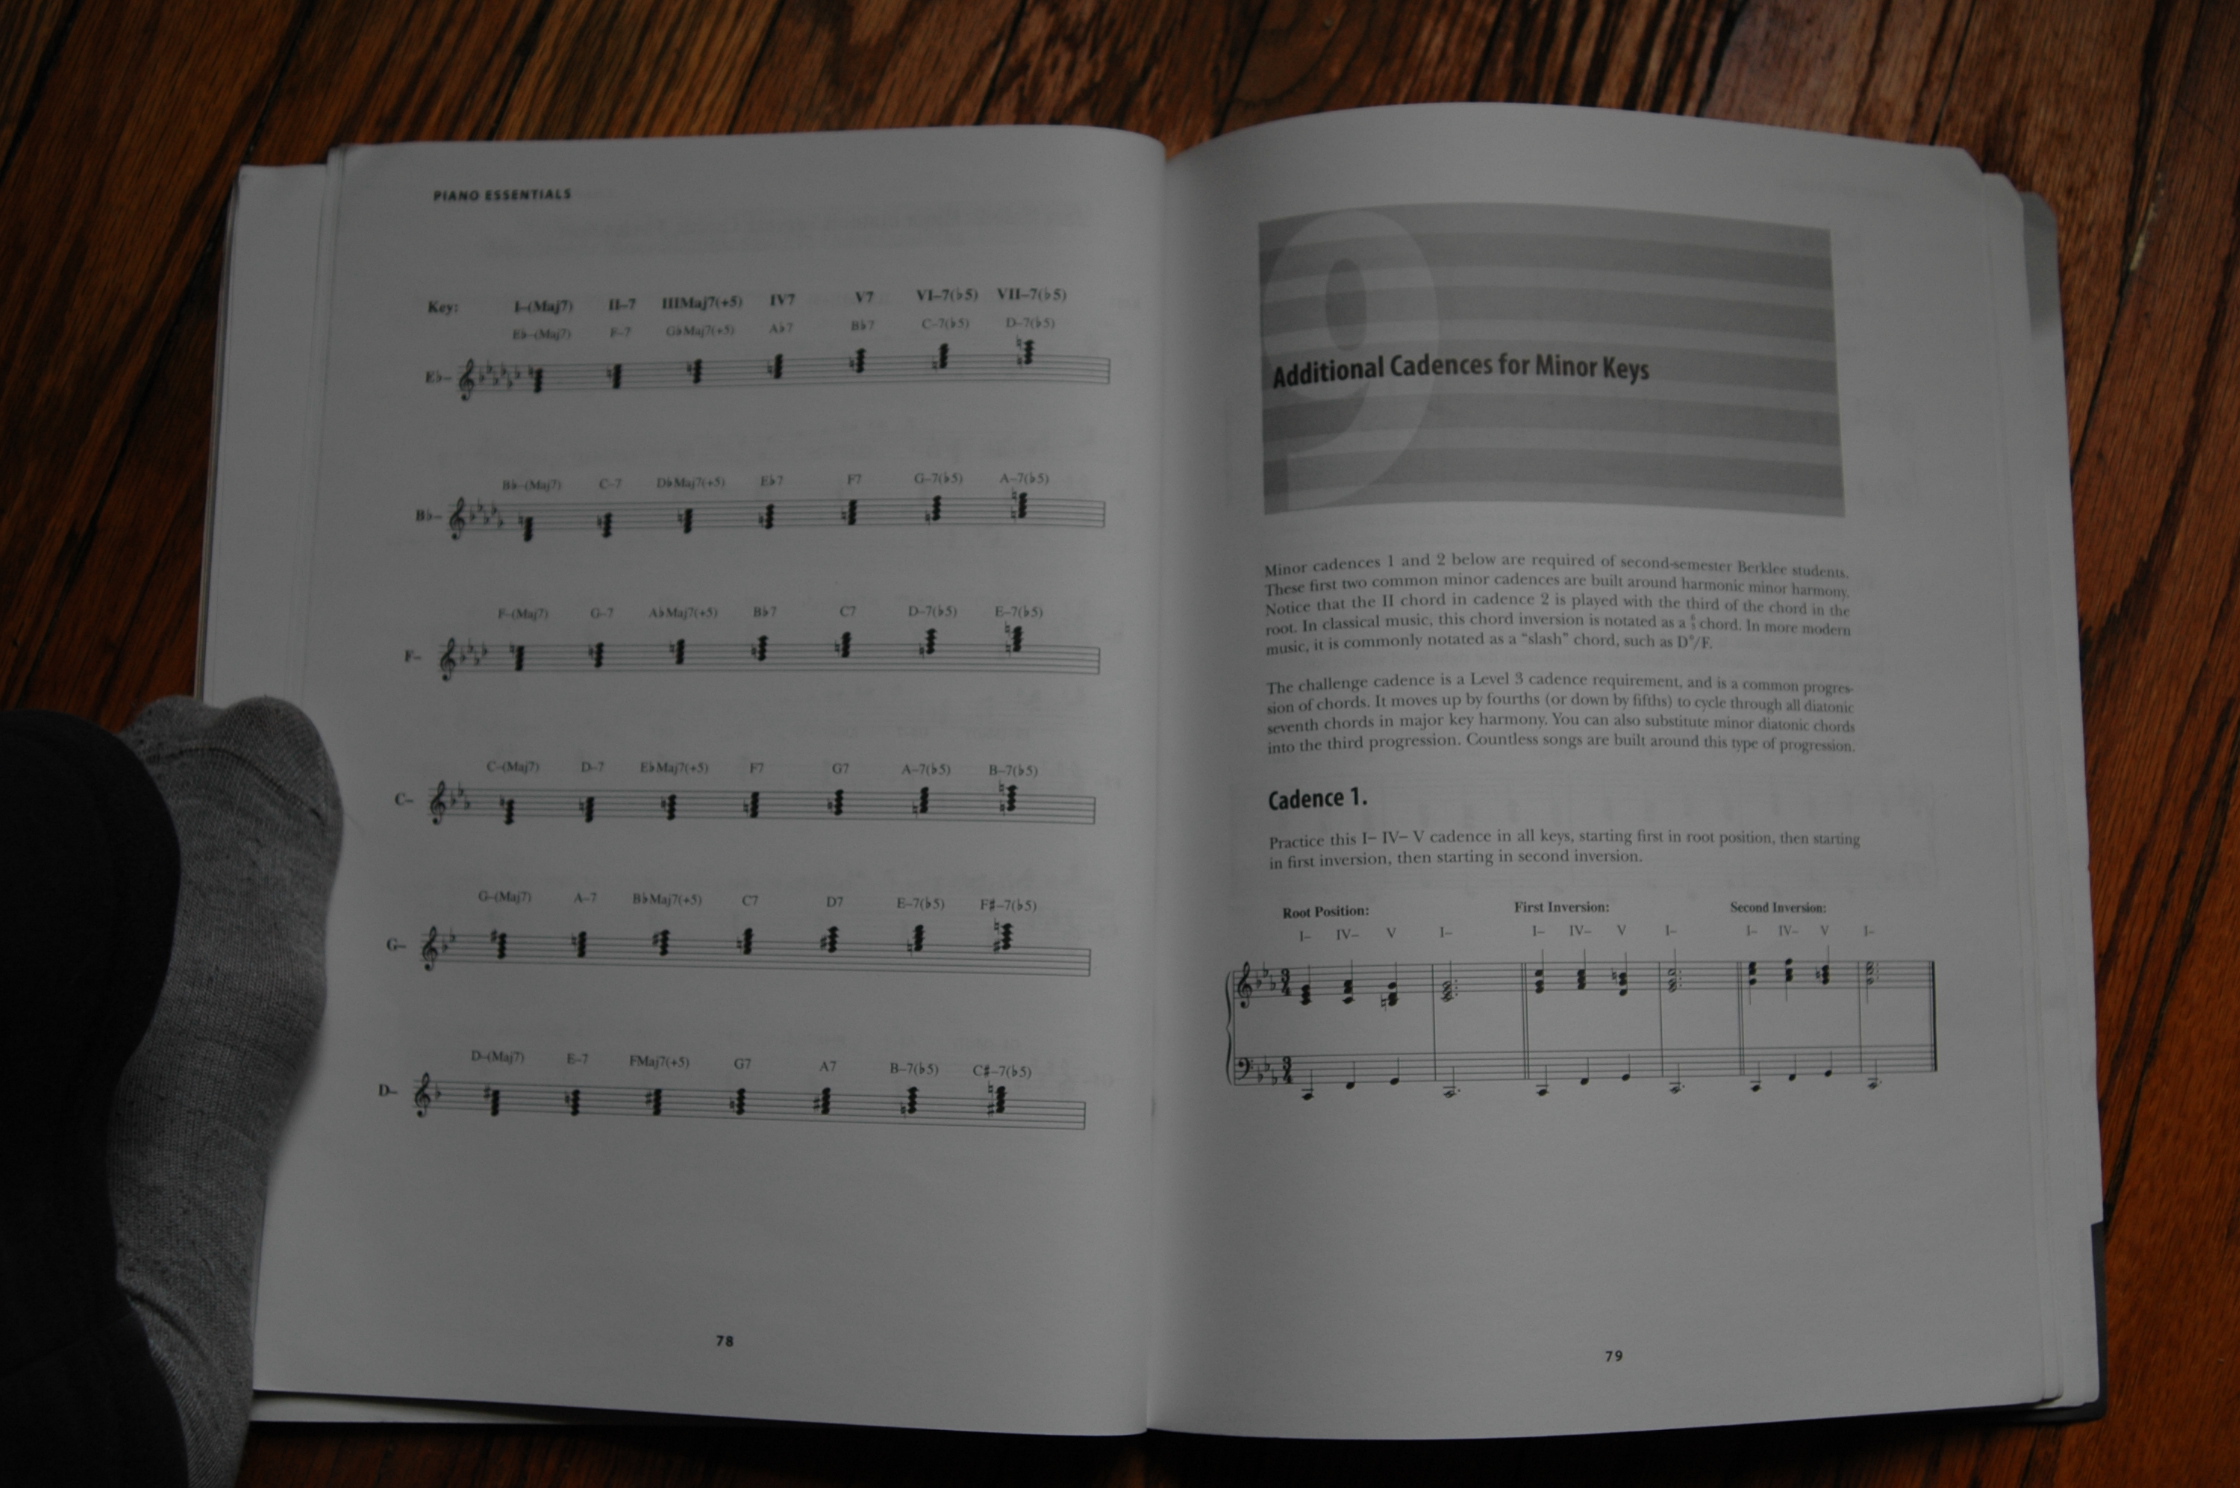 PIANO ESSENTIALS
Key: I–(Maj7) II–7 IIIMaj7(+5) IV7 V7 VI–7(♭5) VII–7(♭5)
E♭–(Maj7) F–7 G♭Maj7(+5) A♭7 B♭7 C–7(♭5) D–7(♭5)
E♭–
B♭–(Maj7) C–7 D♭Maj7(+5) E♭7 F7 G–7(♭5) A–7(♭5)
B♭–
F–(Maj7) G–7 A♭Maj7(+5) B♭7 C7 D–7(♭5) E–7(♭5)
F–
C–(Maj7) D–7 E♭Maj7(+5) F7 G7 A–7(♭5) B–7(♭5)
C–
G–(Maj7) A–7 B♭Maj7(+5) C7 D7 E–7(♭5) F♯–7(♭5)
G–
D–(Maj7) E–7 FMaj7(+5) G7 A7 B–7(♭5) C♯–7(♭5)
D–
78
9
Additional Cadences for Minor Keys
Minor cadences 1 and 2 below are required of second-semester Berklee students.
These first two common minor cadences are built around harmonic minor harmony.
Notice that the II chord in cadence 2 is played with the third of the chord in the
root. In classical music, this chord inversion is notated as a chord. In more modern
music, it is commonly notated as a "slash" chord, such as D°/F.
The challenge cadence is a Level 3 cadence requirement, and is a common progres-
sion of chords. It moves up by fourths (or down by fifths) to cycle through all diatonic
seventh chords in major key harmony. You can also substitute minor diatonic chords
into the third progression. Countless songs are built around this type of progression.
Cadence 1.
Practice this I– IV– V cadence in all keys, starting first in root position, then starting
in first inversion, then starting in second inversion.
Root Position: First Inversion: Second Inversion:
I– IV– V I– I– IV– V I– I– IV– V I–
3 4
3 4
79